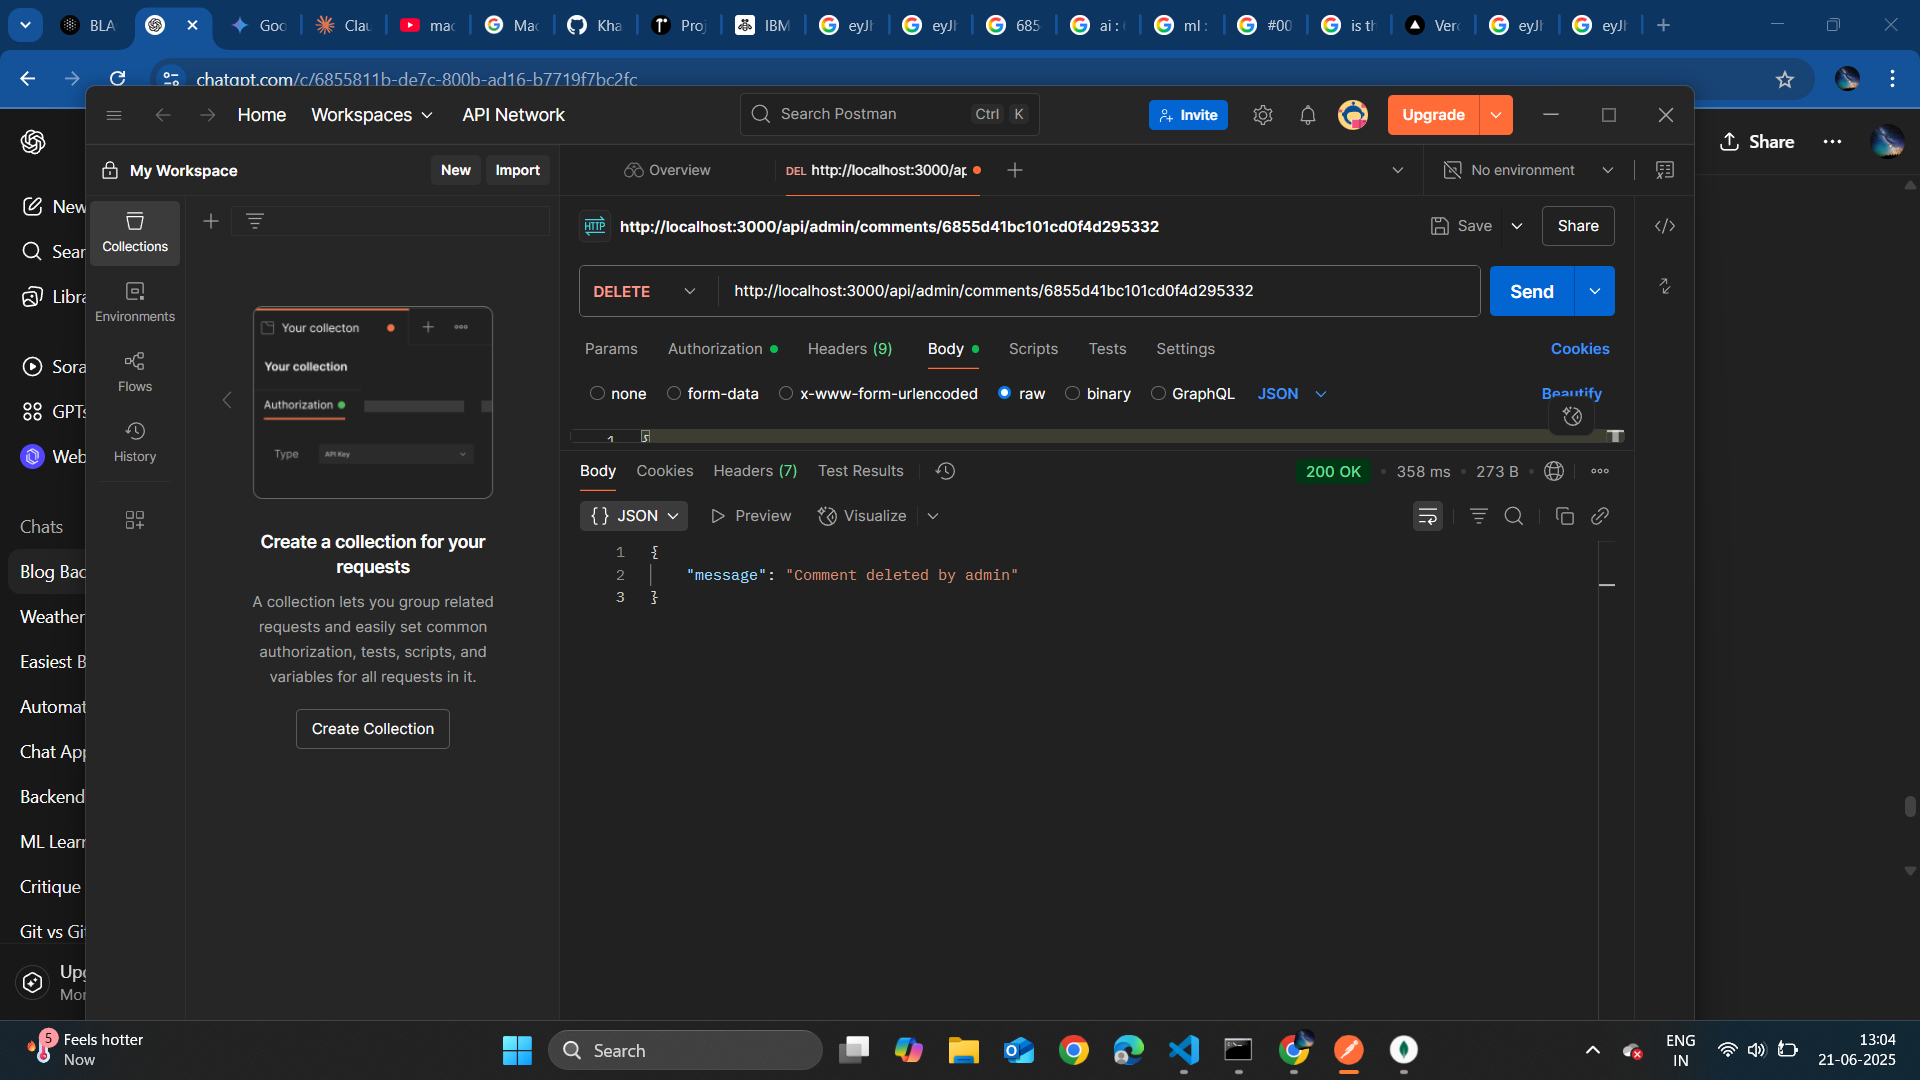 BLA
Goo
Clau
mac
Mac
Kha
Proj
IBM
eyJh
eyJh
685
ai :
ml :
#00
is th
Verc
eyJh
eyJh
chatgpt.com/c/6855811b-de7c-800b-ad16-b7719f7bc2fc
Home
Workspaces
API Network
Search Postman
Ctrl
K
Invite
Upgrade
Share
My Workspace
New
Import
Overview
DEL http://localhost:3000/ap
No environment
New
Sear
Libra
Sora
GPTs
Web
Chats
Blog Bac
Weather
Easiest B
Automat
Chat App
Backend
ML Learn
Critique
Git vs Git
Upg
Mor
Collections
Environments
Flows
History
Your collecton
Your collection
Authorization
Type
API Key
Create a collection for your
requests
A collection lets you group related
requests and easily set common
authorization, tests, scripts, and
variables for all requests in it.
Create Collection
HTTP
http://localhost:3000/api/admin/comments/6855d41bc101cd0f4d295332
Save
Share
DELETE
http://localhost:3000/api/admin/comments/6855d41bc101cd0f4d295332
Send
Params
Authorization
Headers (9)
Body
Scripts
Tests
Settings
Cookies
none
form-data
x-www-form-urlencoded
raw
binary
GraphQL
JSON
Beautify
1 {
Body
Cookies
Headers (7)
Test Results
200 OK
358 ms
273 B
{} JSON
Preview
Visualize
1 {
2 "message": "Comment deleted by admin"
3 }
5
Feels hotter
Now
Search
ENG
IN
13:04
21-06-2025